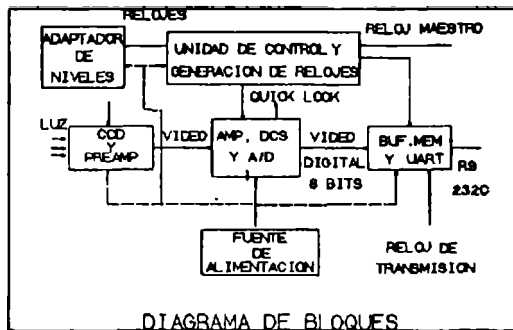 RELOJES
ADAPTADOR
DE
NIVELES
UNIDAD DE CONTROL Y
GENERACION DE RELOJES
RELOJ MAESTRO
QUICK LOOK
LUZ
CCD
Y
PREAMP
VIDEO
AMP, DCS
Y A/D
VIDEO
DIGITAL
8 BITS
BUF. MEM
Y UART
RS
232C
FUENTE
DE
ALIMENTACION
RELOJ DE
TRANSMISION
DIAGRAMA DE BLOQUES